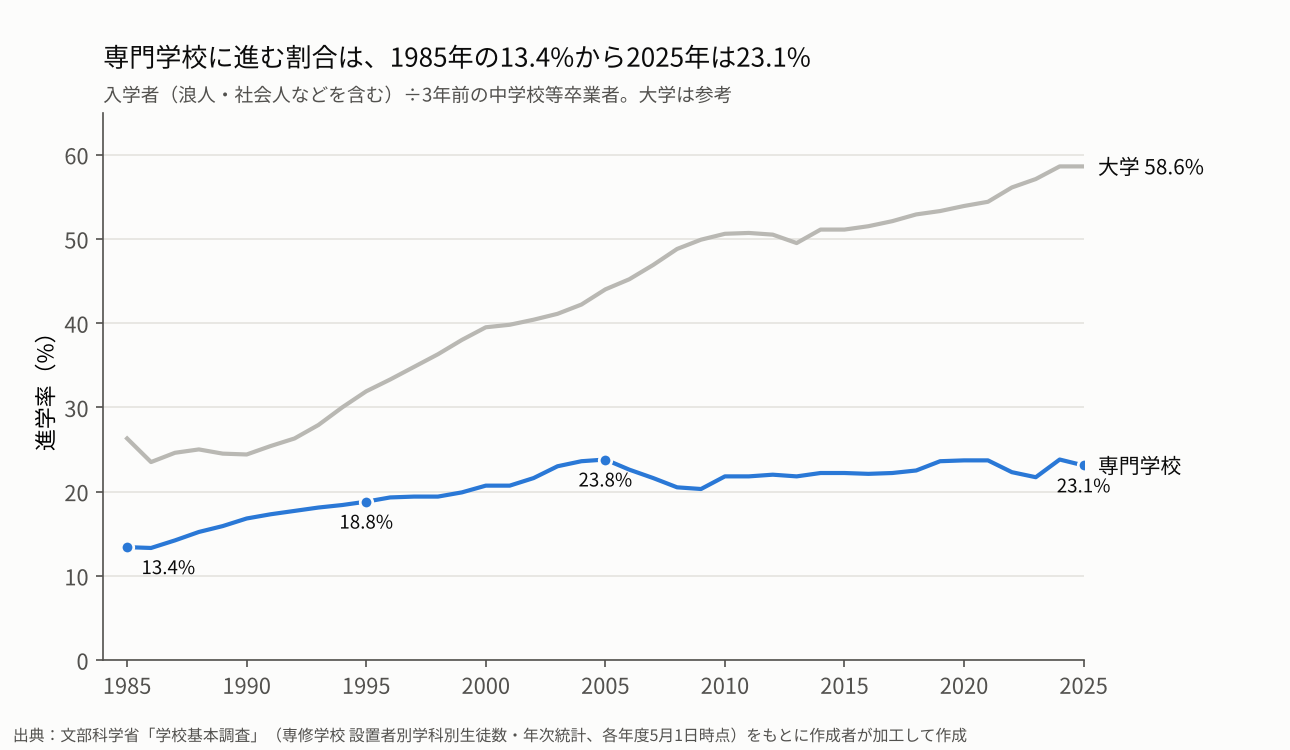 専門学校に進む割合は、1985年の13.4%から2025年は23.1%
入学者（浪人・社会人などを含む）÷3年前の中学校等卒業者。大学は参考
進学率（%）
60
50
40
30
20
10
0
大学 58.6%
専門学校
23.1%
23.8%
18.8%
13.4%
1985 1990 1995 2000 2005 2010 2015 2020 2025
出典：文部科学省「学校基本調査」（専修学校 設置者別学科別生徒数・年次統計、各年度5月1日時点）をもとに作成者が加工して作成